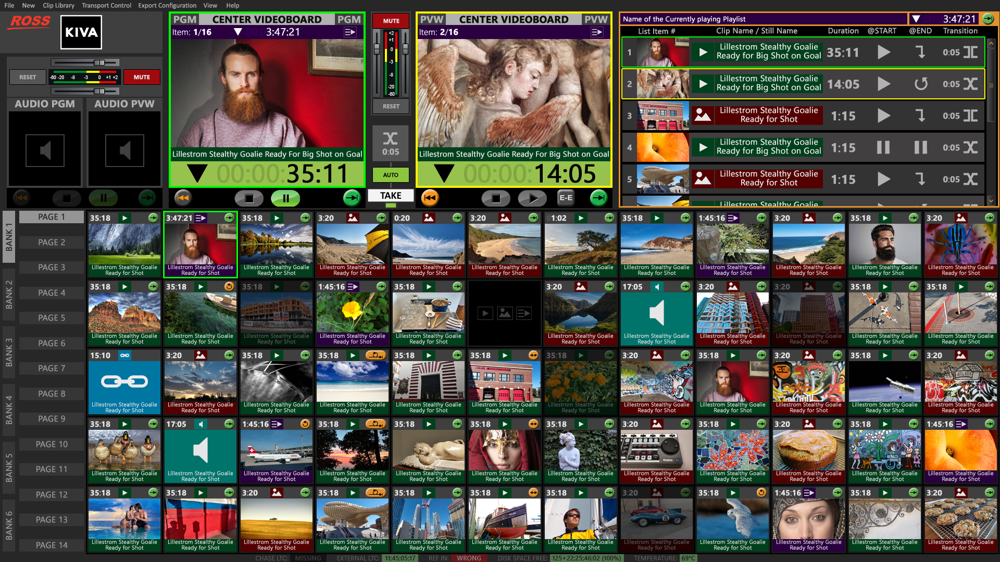 File New Clip Library Transport Control Export Configuration View Help
ROSS
KIVA
RESET
-60 -20 -8 -3 0 +1 +2
MUTE
AUDIO PGM AUDIO PVW
PGM CENTER VIDEOBOARD PGM
Item: 1/16 3:47:21
Lillestrom Stealthy Goalie Ready For Big Shot on Goal
00:00:35:11
MUTE
+2
+1
0
-3
-8
-20
-60
RESET
0:05
AUTO
TAKE
PVW CENTER VIDEOBOARD PVW
Item: 2/16
Lillestrom Stealthy Goalie Ready For Big Shot on Goal
00:00:14:05
E-E
Name of the Currently playing Playlist 3:47:21
List Item # Clip Name / Still Name Duration @START @END Transition
1 Lillestrom Stealthy Goalie
Ready for Big Shot on Goal 35:11 0:05
2 Lillestrom Stealthy Goalie
Ready for Big Shot on Goal 14:05 0:05
3 Lillestrom Stealthy Goalie
Ready for Shot 1:15 0:05
4 Lillestrom Stealthy Goalie
Ready for Big Shot on Goal 1:15 0:05
5 Lillestrom Stealthy Goalie
Ready for Shot 1:15 0:05
Lillestrom Stealthy Goalie
BANK 1
BANK 2
BANK 3
BANK 4
BANK 5
BANK 6
PAGE 1
PAGE 2
PAGE 3
PAGE 4
PAGE 5
PAGE 6
PAGE 7
PAGE 8
PAGE 9
PAGE 10
PAGE 11
PAGE 12
PAGE 13
PAGE 14
35:18 3:47:21 35:18 3:20 0:20 3:20 01:02 35:18 1:45:16 3:20 35:18 3:20
Lillestrom Stealthy Goalie Lillestrom Stealthy Goalie Lillestrom Stealthy Goalie Lillestrom Stealthy Goalie Lillestrom Stealthy Goalie Lillestrom Stealthy Goalie Lillestrom Stealthy Goalie Lillestrom Stealthy Goalie Lillestrom Stealthy Goalie Lillestrom Stealthy Goalie Lillestrom Stealthy Goalie Lillestrom Stealthy Goalie
Ready for Shot Ready for Shot Ready for Shot Ready for Shot Ready for Shot Ready for Shot Ready for Shot Ready for Shot Ready for Shot Ready for Shot Ready for Shot Ready for Shot
35:18 35:18 35:18 1:45:16 35:18 3:20 17:05 3:20 3:20 35:18 35:18
Lillestrom Stealthy Goalie Lillestrom Stealthy Goalie Lillestrom Stealthy Goalie Lillestrom Stealthy Goalie Lillestrom Stealthy Goalie Lillestrom Stealthy Goalie Lillestrom Stealthy Goalie Lillestrom Stealthy Goalie Lillestrom Stealthy Goalie Lillestrom Stealthy Goalie Lillestrom Stealthy Goalie
Ready for Shot Ready for Shot Ready for Shot Ready for Shot Ready for Shot Ready for Shot Ready for Shot Ready for Shot Ready for Shot Ready for Shot Ready for Shot
15:10 3:20 35:18 35:18 35:18 35:18 35:18 3:20 35:18 3:20 35:18 3:20
Lillestrom Stealthy Goalie Lillestrom Stealthy Goalie Lillestrom Stealthy Goalie Lillestrom Stealthy Goalie Lillestrom Stealthy Goalie Lillestrom Stealthy Goalie Lillestrom Stealthy Goalie Lillestrom Stealthy Goalie Lillestrom Stealthy Goalie Lillestrom Stealthy Goalie Lillestrom Stealthy Goalie Lillestrom Stealthy Goalie
Ready for Shot Ready for Shot Ready for Shot Ready for Shot Ready for Shot Ready for Shot Ready for Shot Ready for Shot Ready for Shot Ready for Shot Ready for Shot Ready for Shot
35:18 17:05 1:45:16 35:18 35:18 35:18 35:18 3:20 35:18 3:20 35:18 1:45:16
Lillestrom Stealthy Goalie Lillestrom Stealthy Goalie Lillestrom Stealthy Goalie Lillestrom Stealthy Goalie Lillestrom Stealthy Goalie Lillestrom Stealthy Goalie Lillestrom Stealthy Goalie Lillestrom Stealthy Goalie Lillestrom Stealthy Goalie Lillestrom Stealthy Goalie Lillestrom Stealthy Goalie Lillestrom Stealthy Goalie
Ready for Shot Ready for Shot Ready for Shot Ready for Shot Ready for Shot Ready for Shot Ready for Shot Ready for Shot Ready for Shot Ready for Shot Ready for Shot Ready for Shot
35:18 35:18 3:20 35:18 35:18 35:18 35:18 3:20 35:18 1:45:16 35:18 3:20
5
Lillestrom Stealthy Goalie Lillestrom Stealthy Goalie Lillestrom Stealthy Goalie Lillestrom Stealthy Goalie Lillestrom Stealthy Goalie Lillestrom Stealthy Goalie Lillestrom Stealthy Goalie Lillestrom Stealthy Goalie Lillestrom Stealthy Goalie Lillestrom Stealthy Goalie Lillestrom Stealthy Goalie Lillestrom Stealthy Goalie
Ready for Shot Ready for Shot Ready for Shot Ready for Shot Ready for Shot Ready for Shot Ready for Shot Ready for Shot Ready for Shot Ready for Shot Ready for Shot Ready for Shot
CHASE LTC: MISSING EXTERNAL LTC: 11;45;05;17 REF IN: WRONG DISK SPACE FREE: 125+22;25;46;02 (100%) TEMPERATURE: 69°C